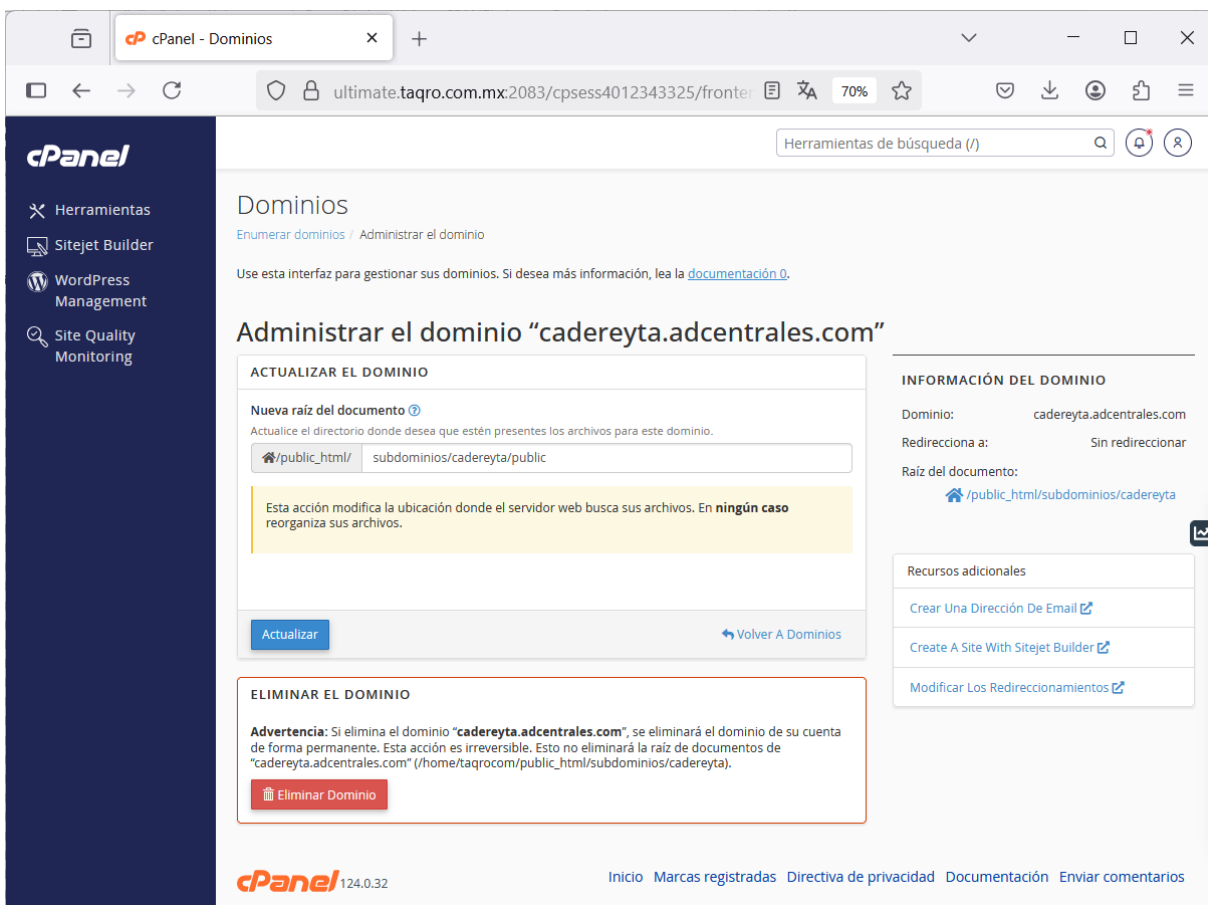 cPanel - Dominios
ultimate.taqro.com.mx:2083/cpsess4012343325/fronte
70%
cPanel
Herramientas de búsqueda (/)
Herramientas
Sitejet Builder
WordPress
Management
Site Quality
Monitoring
Dominios
Enumerar dominios / Administrar el dominio
Use esta interfaz para gestionar sus dominios. Si desea más información, lea la documentación 0.
Administrar el dominio “cadereyta.adcentrales.com”
ACTUALIZAR EL DOMINIO
Nueva raíz del documento
Actualice el directorio donde desea que estén presentes los archivos para este dominio.
/public_html/ subdominios/cadereyta/public
Esta acción modifica la ubicación donde el servidor web busca sus archivos. En ningún caso
reorganiza sus archivos.
Actualizar
Volver A Dominios
ELIMINAR EL DOMINIO
Advertencia: Si elimina el dominio “cadereyta.adcentrales.com”, se eliminará el dominio de su cuenta
de forma permanente. Esta acción es irreversible. Esto no eliminará la raíz de documentos de
“cadereyta.adcentrales.com” (/home/taqrocom/public_html/subdominios/cadereyta).
Eliminar Dominio
INFORMACIÓN DEL DOMINIO
Dominio: cadereyta.adcentrales.com
Redirecciona a: Sin redireccionar
Raíz del documento:
/public_html/subdominios/cadereyta
Recursos adicionales
Crear Una Dirección De Email
Create A Site With Sitejet Builder
Modificar Los Redireccionamientos
cPanel 124.0.32
Inicio Marcas registradas Directiva de privacidad Documentación Enviar comentarios